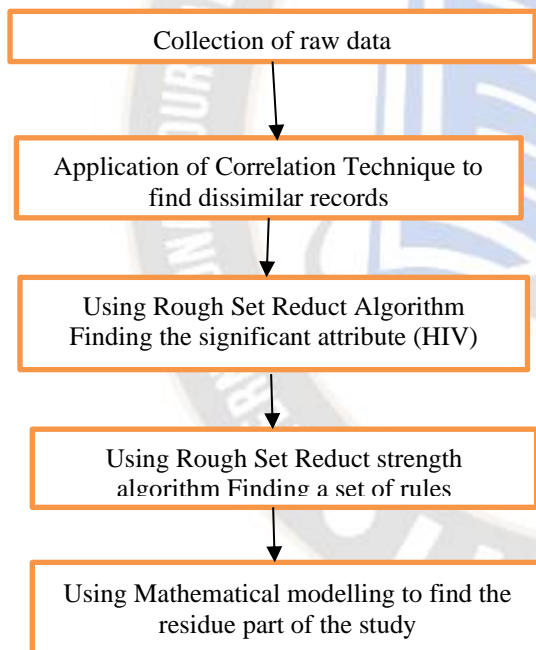 Collection of raw data
Application of Correlation Technique to
find dissimilar records
Using Rough Set Reduct Algorithm
Finding the significant attribute (HIV)
Using Rough Set Reduct strength
algorithm Finding a set of rules
Using Mathematical modelling to find the
residue part of the study